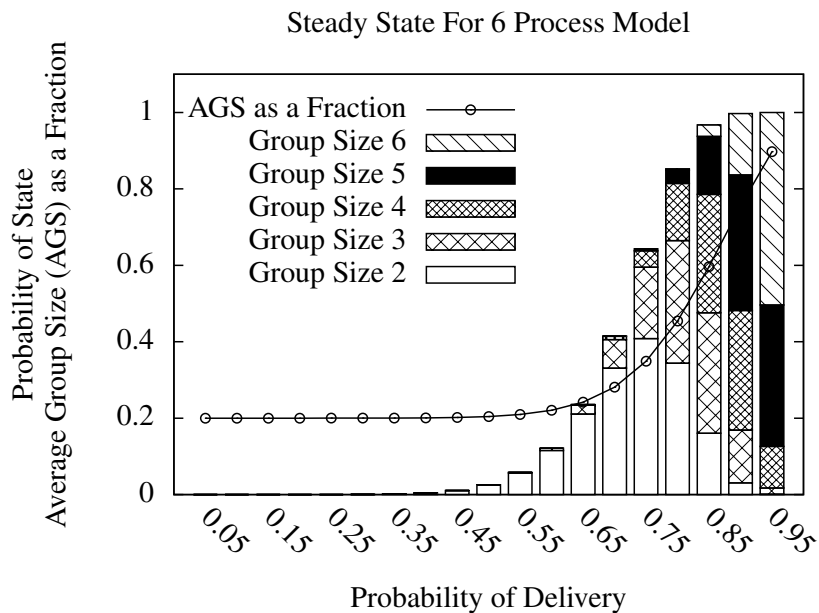 Steady State For 6 Process Model
Probability of State
Average Group Size (AGS) as a Fraction
1
0.8
0.6
0.4
0.2
0
AGS as a Fraction
Group Size 6
Group Size 5
Group Size 4
Group Size 3
Group Size 2
0.05
0.15
0.25
0.35
0.45
0.55
0.65
0.75
0.85
0.95
Probability of Delivery